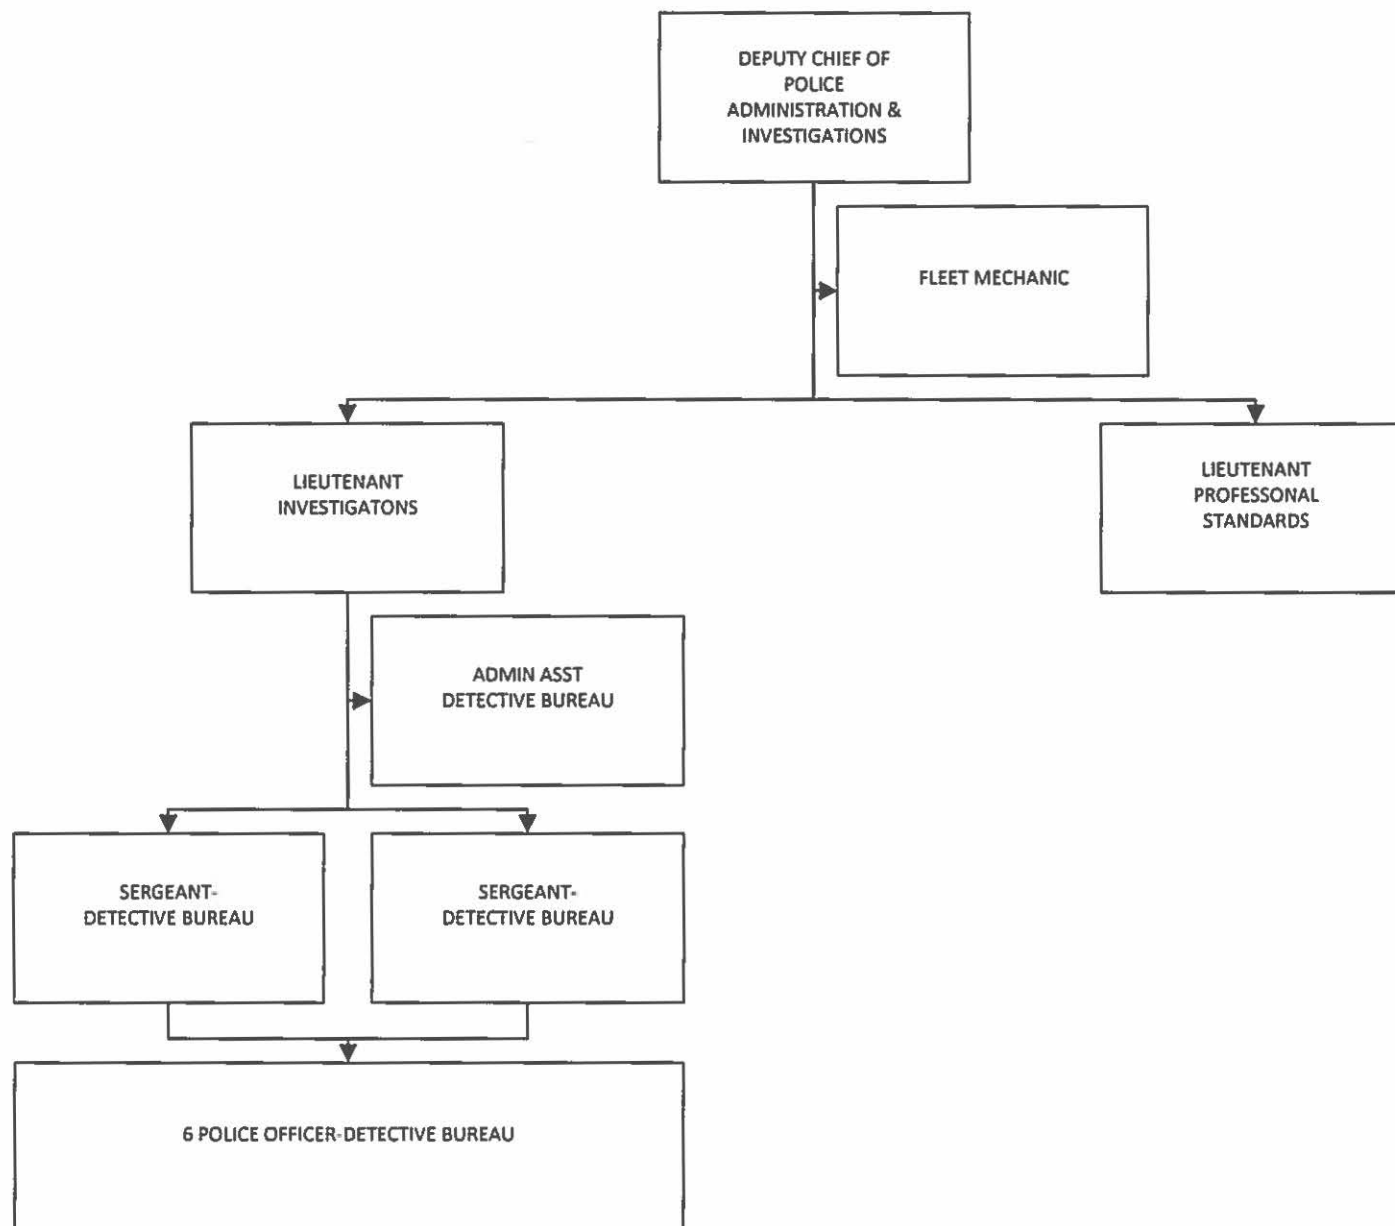 DEPUTY CHIEF OF
POLICE
ADMINISTRATION &
INVESTIGATIONS
FLEET MECHANIC
LIEUTENANT
INVESTIGATONS
LIEUTENANT
PROFESSONAL
STANDARDS
ADMIN ASST
DETECTIVE BUREAU
SERGEANT-
DETECTIVE BUREAU
SERGEANT-
DETECTIVE BUREAU
6 POLICE OFFICER-DETECTIVE BUREAU